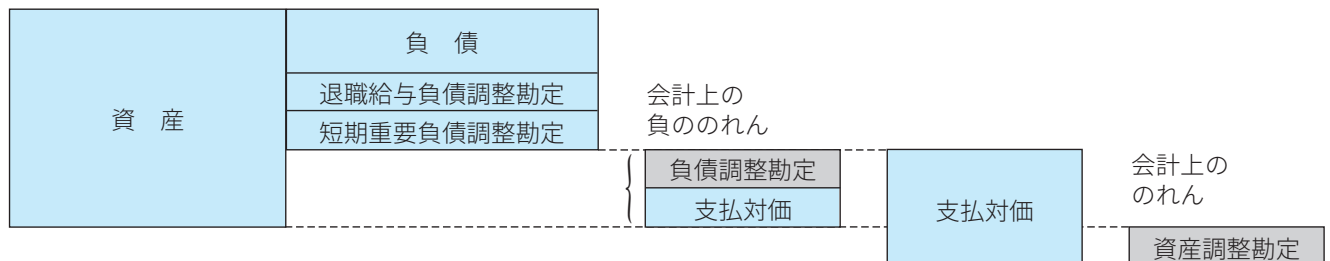 資 産
負 債
退職給与負債調整勘定
短期重要負債調整勘定
会計上の
負ののれん
負債調整勘定
支払対価
支払対価
会計上の
のれん
資産調整勘定